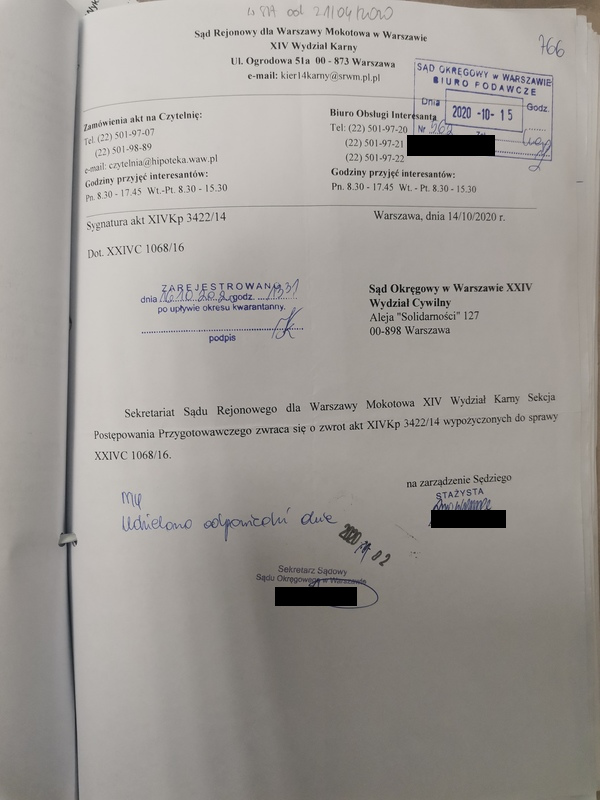 od 21/04/2020
766
Sąd Rejonowy dla Warszawy Mokotowa w Warszawie
XIV Wydział Karny
Ul. Ogrodowa 51a 00 - 873 Warszawa
e-mail: kier14karny@srwm.pl.pl
SĄD OKRĘGOWY w WARSZAWIE
BIURO PODAWCZE
Dnia 2020 -10- 15 Godz.
Nr 262
Zamówienia akt na Czytelnię:
Tel. (22) 501-97-07
(22) 501-98-89
e-mail: czytelnia@hipoteka.waw.pl
Godziny przyjęć interesantów:
Pn. 8.30 - 17.45 Wt.-Pt. 8.30 - 15.30
Biuro Obsługi Interesanta
Tel: (22) 501-97-20
(22) 501-97-21
(22) 501-97-22
Godziny przyjęć interesantów:
Pn. 8.30 - 17.45 Wt. - Pt. 8.30 - 15.30
Sygnatura akt XIVKp 3422/14
Warszawa, dnia 14/10/2020 r.
Dot. XXIVC 1068/16
ZAREJESTROWANO
dnia 16.10.2020 godz. 1331
po upływie okresu kwarantanny.
podpis
Sąd Okręgowy w Warszawie XXIV
Wydział Cywilny
Aleja "Solidarności" 127
00-898 Warszawa
Sekretariat Sądu Rejonowego dla Warszawy Mokotowa XIV Wydział Karny Sekcja
Postępowania Przygotowawczego zwraca się o zwrot akt XIVKp 3422/14 wypożyczonych do sprawy
XXIVC 1068/16.
na zarządzenie Sędziego
STAŻYSTA
Udzielono odpowiedzi dnia
Sekretarz Sądowy
Sądu Okręgowego w Warszawie